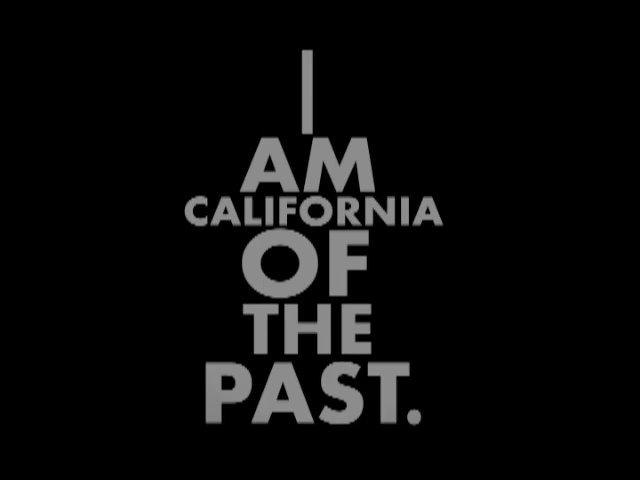 I
AM
CALIFORNIA
OF
THE
PAST.